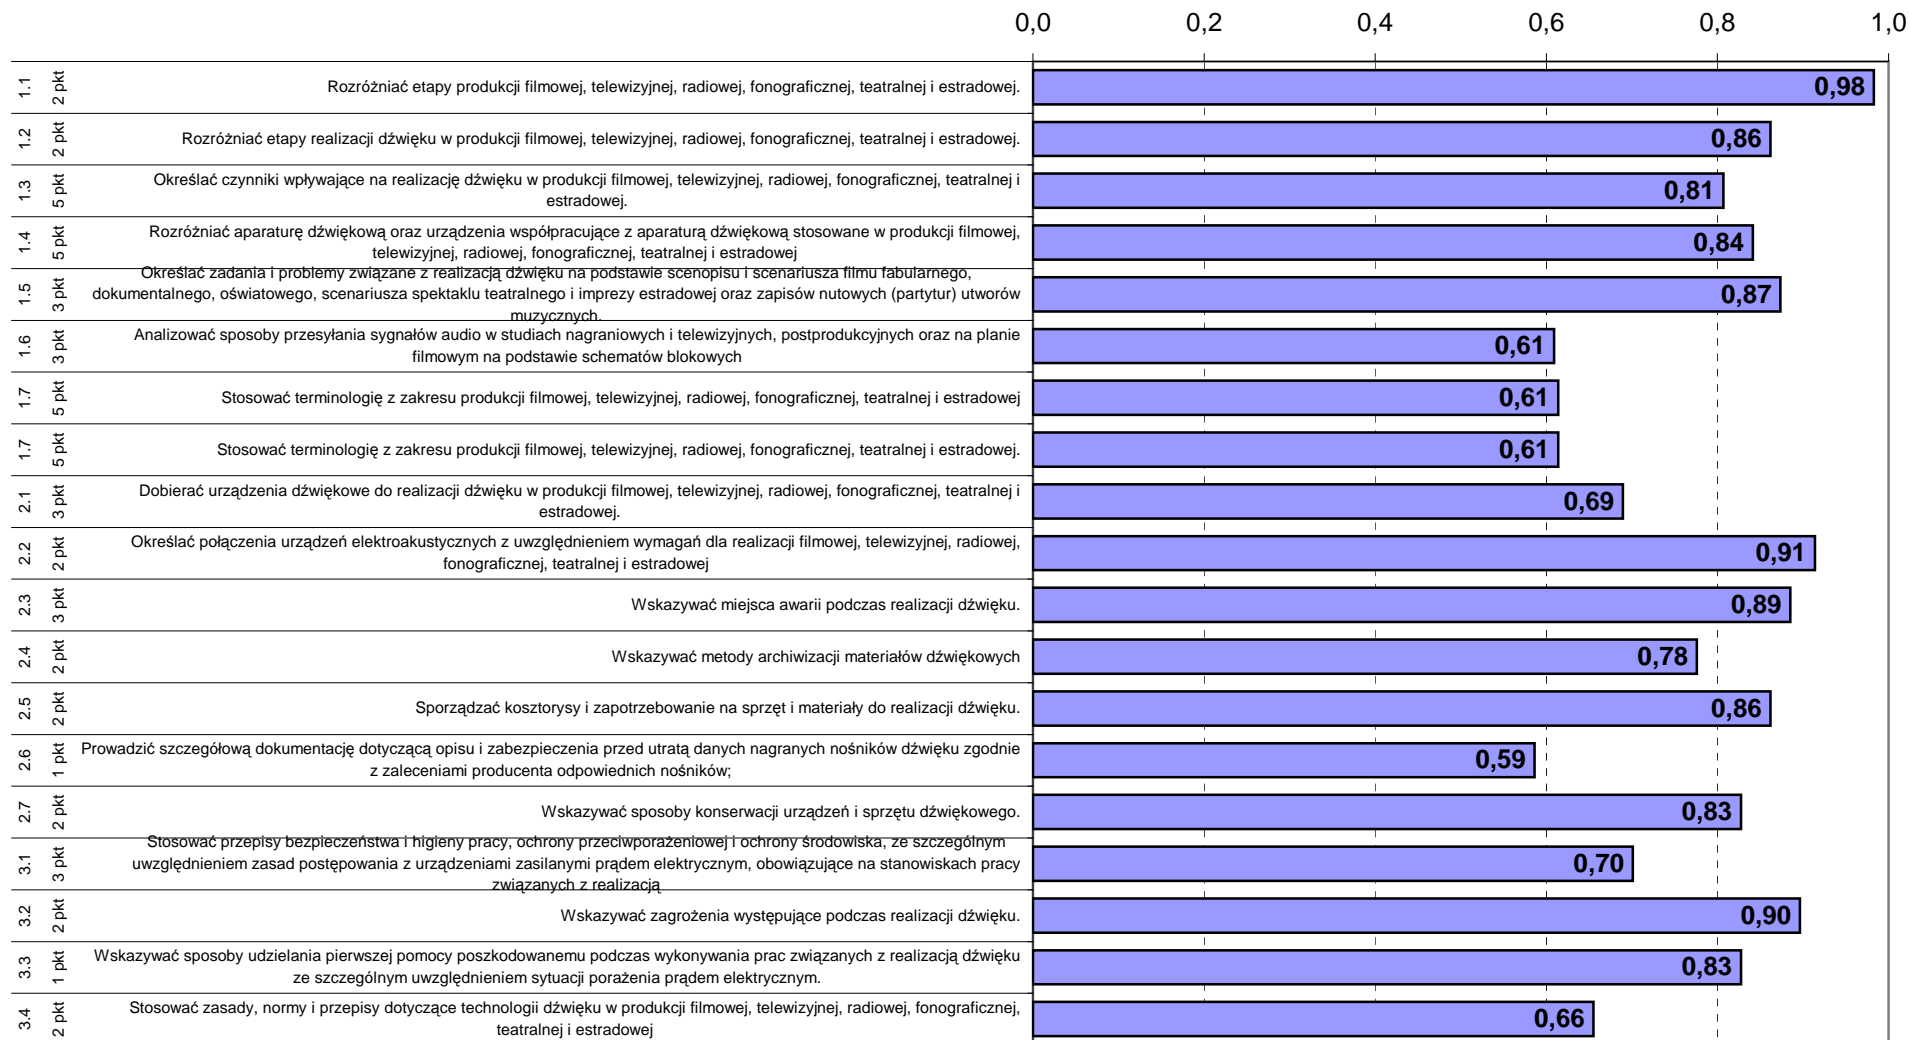 0,0 0,2 0,4 0,6 0,8 1,0
1.1 2 pkt Rozróżniać etapy produkcji filmowej, telewizyjnej, radiowej, fonograficznej, teatralnej i estradowej. 0,98
1.2 2 pkt Rozróżniać etapy realizacji dźwięku w produkcji filmowej, telewizyjnej, radiowej, fonograficznej, teatralnej i estradowej. 0,86
1.3 5 pkt Określać czynniki wpływające na realizację dźwięku w produkcji filmowej, telewizyjnej, radiowej, fonograficznej, teatralnej i
estradowej. 0,81
1.4 5 pkt Rozróżniać aparaturę dźwiękową oraz urządzenia współpracujące z aparaturą dźwiękową stosowane w produkcji filmowej,
telewizyjnej, radiowej, fonograficznej, teatralnej i estradowej 0,84
1.5 3 pkt Określać zadania i problemy związane z realizacją dźwięku na podstawie scenopisu i scenariusza filmu fabularnego,
dokumentalnego, oświatowego, scenariusza spektaklu teatralnego i imprezy estradowej oraz zapisów nutowych (partytur) utworów
muzycznych. 0,87
1.6 3 pkt Analizować sposoby przesyłania sygnałów audio w studiach nagraniowych i telewizyjnych, postprodukcyjnych oraz na planie
filmowym na podstawie schematów blokowych 0,61
1.7 5 pkt Stosować terminologię z zakresu produkcji filmowej, telewizyjnej, radiowej, fonograficznej, teatralnej i estradowej 0,61
1.7 5 pkt Stosować terminologię z zakresu produkcji filmowej, telewizyjnej, radiowej, fonograficznej, teatralnej i estradowej. 0,61
2.1 3 pkt Dobierać urządzenia dźwiękowe do realizacji dźwięku w produkcji filmowej, telewizyjnej, radiowej, fonograficznej, teatralnej i
estradowej. 0,69
2.2 2 pkt Określać połączenia urządzeń elektroakustycznych z uwzględnieniem wymagań dla realizacji filmowej, telewizyjnej, radiowej,
fonograficznej, teatralnej i estradowej 0,91
2.3 3 pkt Wskazywać miejsca awarii podczas realizacji dźwięku. 0,89
2.4 2 pkt Wskazywać metody archiwizacji materiałów dźwiękowych 0,78
2.5 2 pkt Sporządzać kosztorysy i zapotrzebowanie na sprzęt i materiały do realizacji dźwięku. 0,86
2.6 1 pkt Prowadzić szczegółową dokumentację dotyczącą opisu i zabezpieczenia przed utratą danych nagranych nośników dźwięku zgodnie
z zaleceniami producenta odpowiednich nośników; 0,59
2.7 2 pkt Wskazywać sposoby konserwacji urządzeń i sprzętu dźwiękowego. 0,83
3.1 3 pkt Stosować przepisy bezpieczeństwa i higieny pracy, ochrony przeciwporażeniowej i ochrony środowiska, ze szczególnym
uwzględnieniem zasad postępowania z urządzeniami zasilanymi prądem elektrycznym, obowiązujące na stanowiskach pracy
związanych z realizacją 0,70
3.2 2 pkt Wskazywać zagrożenia występujące podczas realizacji dźwięku. 0,90
3.3 1 pkt Wskazywać sposoby udzielania pierwszej pomocy poszkodowanemu podczas wykonywania prac związanych z realizacją dźwięku
ze szczególnym uwzględnieniem sytuacji porażenia prądem elektrycznym. 0,83
3.4 2 pkt Stosować zasady, normy i przepisy dotyczące technologii dźwięku w produkcji filmowej, telewizyjnej, radiowej, fonograficznej,
teatralnej i estradowej 0,66